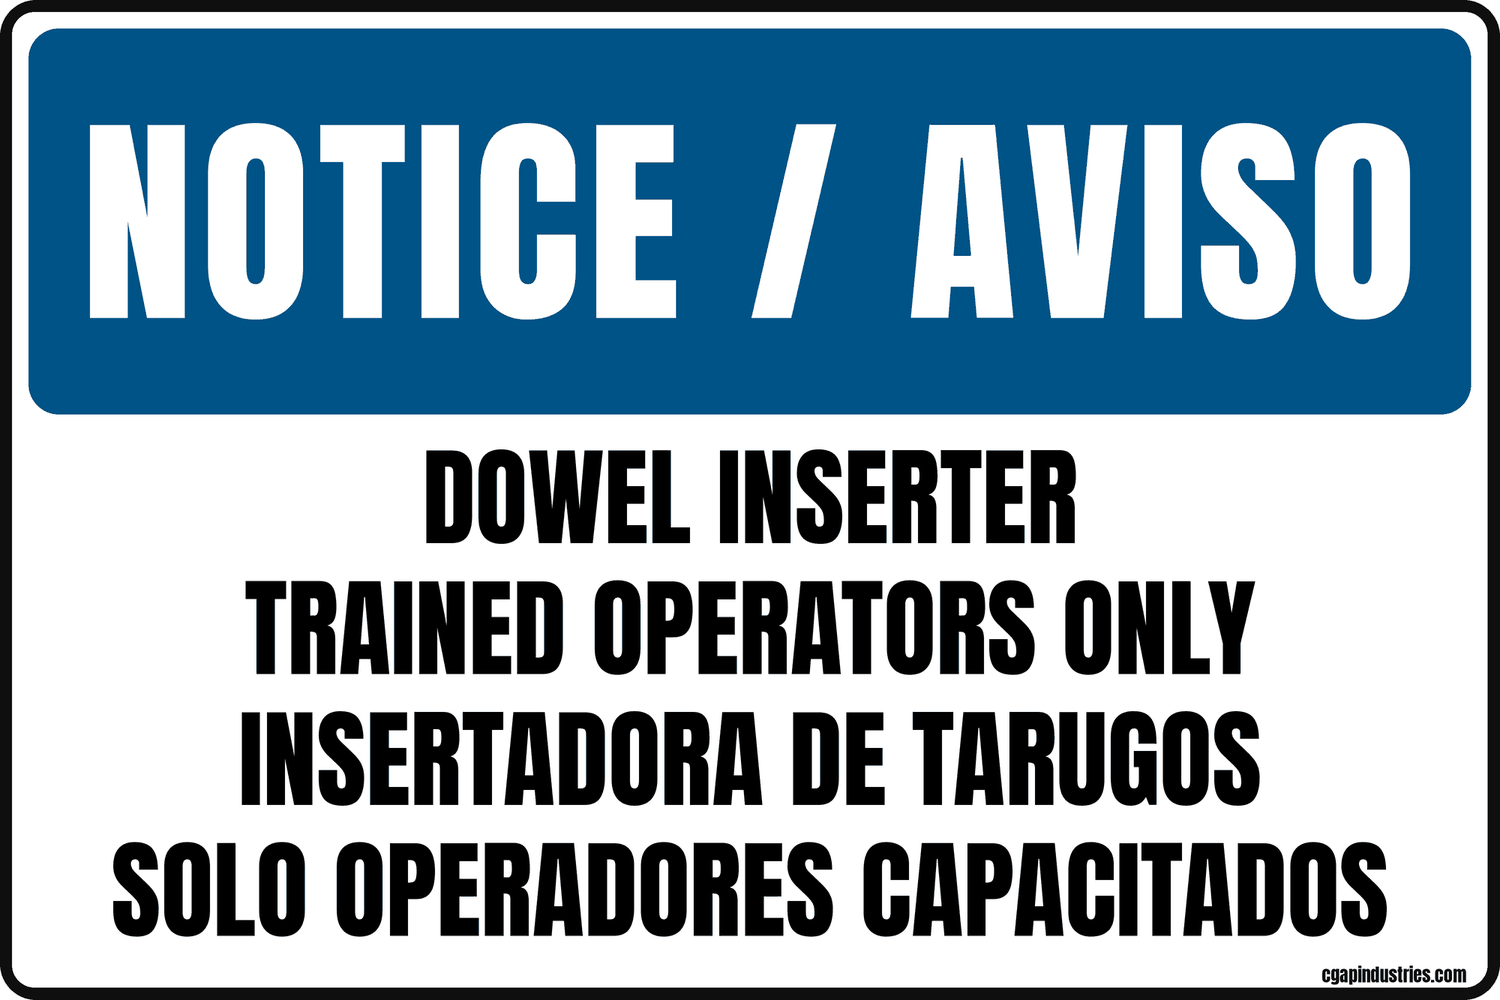 NOTICE / AVISO
DOWEL INSERTER
TRAINED OPERATORS ONLY
INSERTADORA DE TARUGOS
SOLO OPERADORES CAPACITADOS
cgapindustries.com